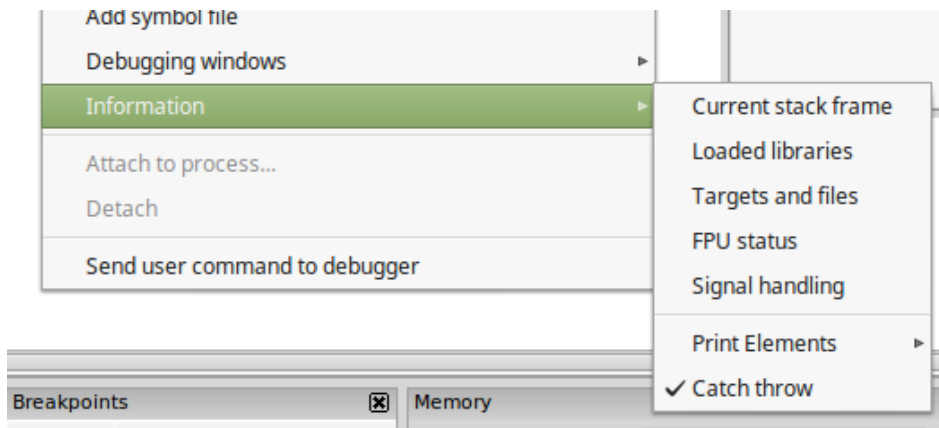 Add symbol file
Debugging windows
Information
Attach to process...
Detach
Send user command to debugger
Current stack frame
Loaded libraries
Targets and files
FPU status
Signal handling
Print Elements
Catch throw
Breakpoints
Memory